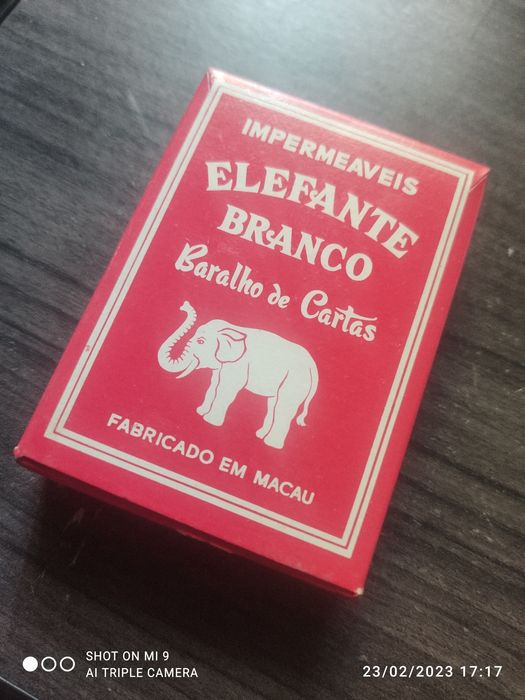 IMPERMEAVEIS
ELEFANTE
BRANCO
Baralho de Cartas
FABRICADO EM MACAU
SHOT ON MI 9
AI TRIPLE CAMERA
23/02/2023 17:17